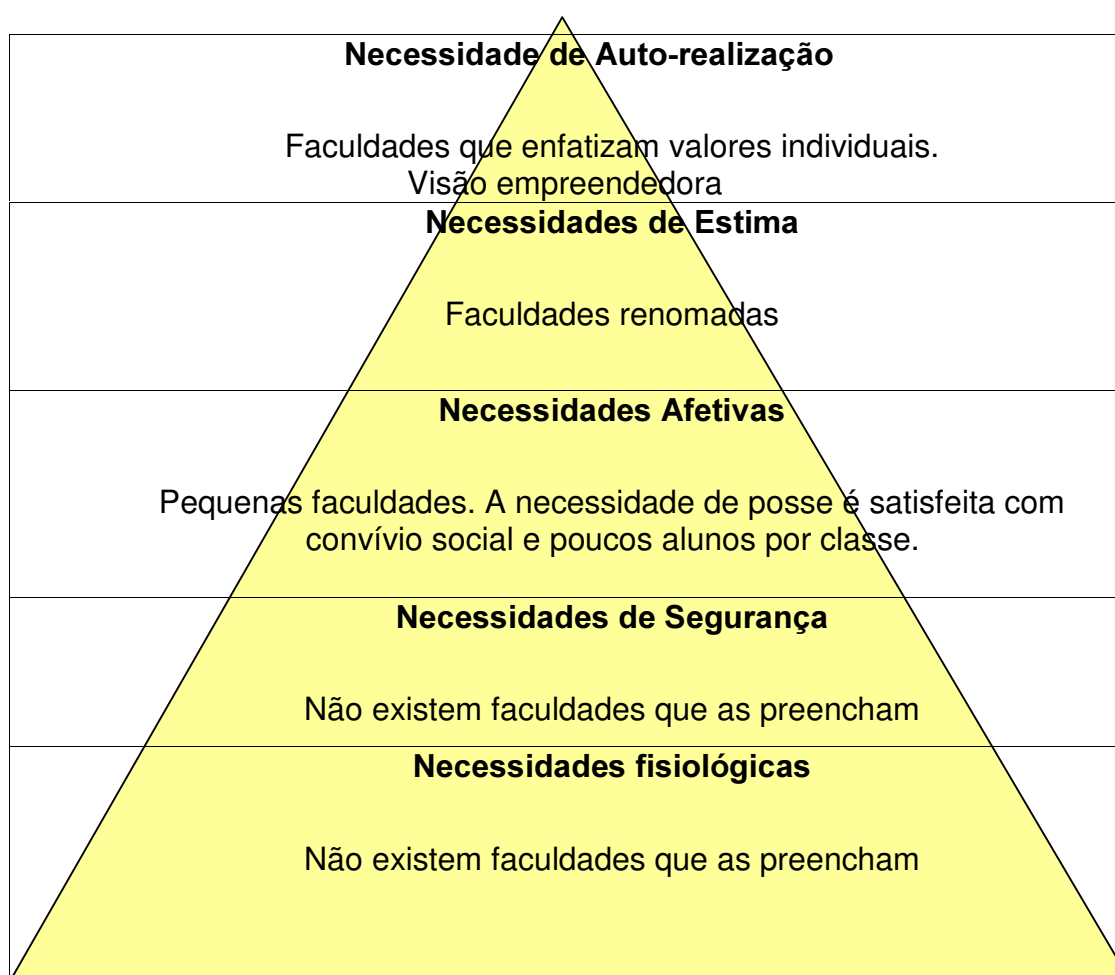 Necessidade de Auto-realização
Faculdades que enfatizam valores individuais.
Visão empreendedora
Necessidades de Estima
Faculdades renomadas
Necessidades Afetivas
Pequenas faculdades. A necessidade de posse é satisfeita com
convívio social e poucos alunos por classe.
Necessidades de Segurança
Não existem faculdades que as preencham
Necessidades fisiológicas
Não existem faculdades que as preencham